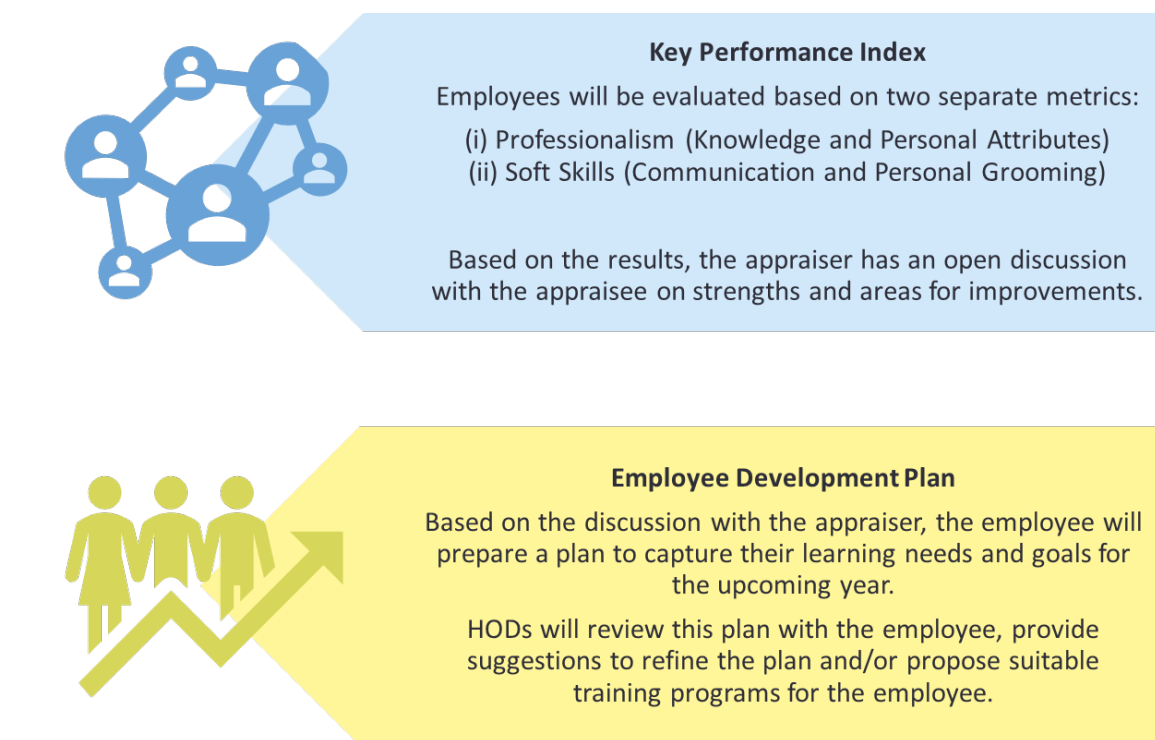 Key Performance Index
Employees will be evaluated based on two separate metrics:
(i) Professionalism (Knowledge and Personal Attributes)
(ii) Soft Skills (Communication and Personal Grooming)
Based on the results, the appraiser has an open discussion
with the appraisee on strengths and areas for improvements.
Employee Development Plan
Based on the discussion with the appraiser, the employee will
prepare a plan to capture their learning needs and goals for
the upcoming year.
HODs will review this plan with the employee, provide
suggestions to refine the plan and/or propose suitable
training programs for the employee.